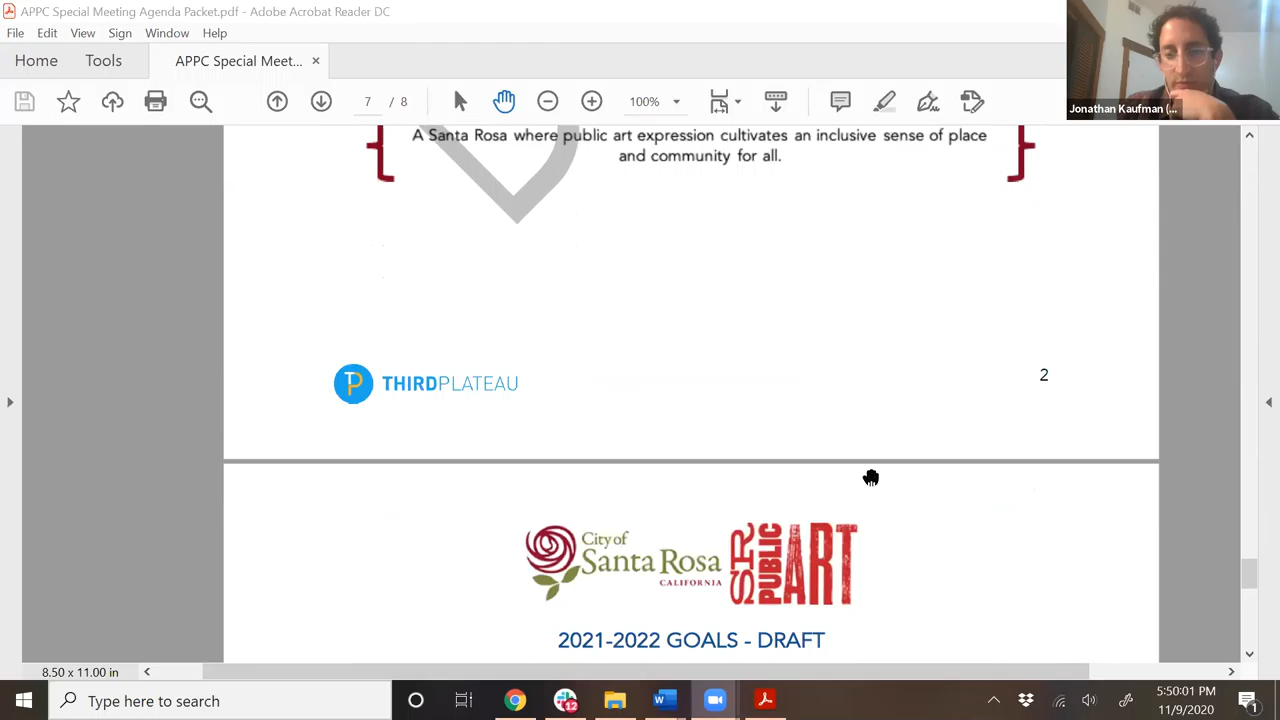 APPC Special Meeting Agenda Packet.pdf - Adobe Acrobat Reader DC
File Edit View Sign Window Help
Home Tools APPC Special Meet... ×
7 / 8 100%
Jonathan Kaufman (...
A Santa Rosa where public art expression cultivates an inclusive sense of place
and community for all.
TP THIRDPLATEAU
2
City of
Santa Rosa
CALIFORNIA
SR PUBLIC ART
2021-2022 GOALS - DRAFT
8.50 x 11.00 in
Type here to search
12
5:50:01 PM
11/9/2020
1